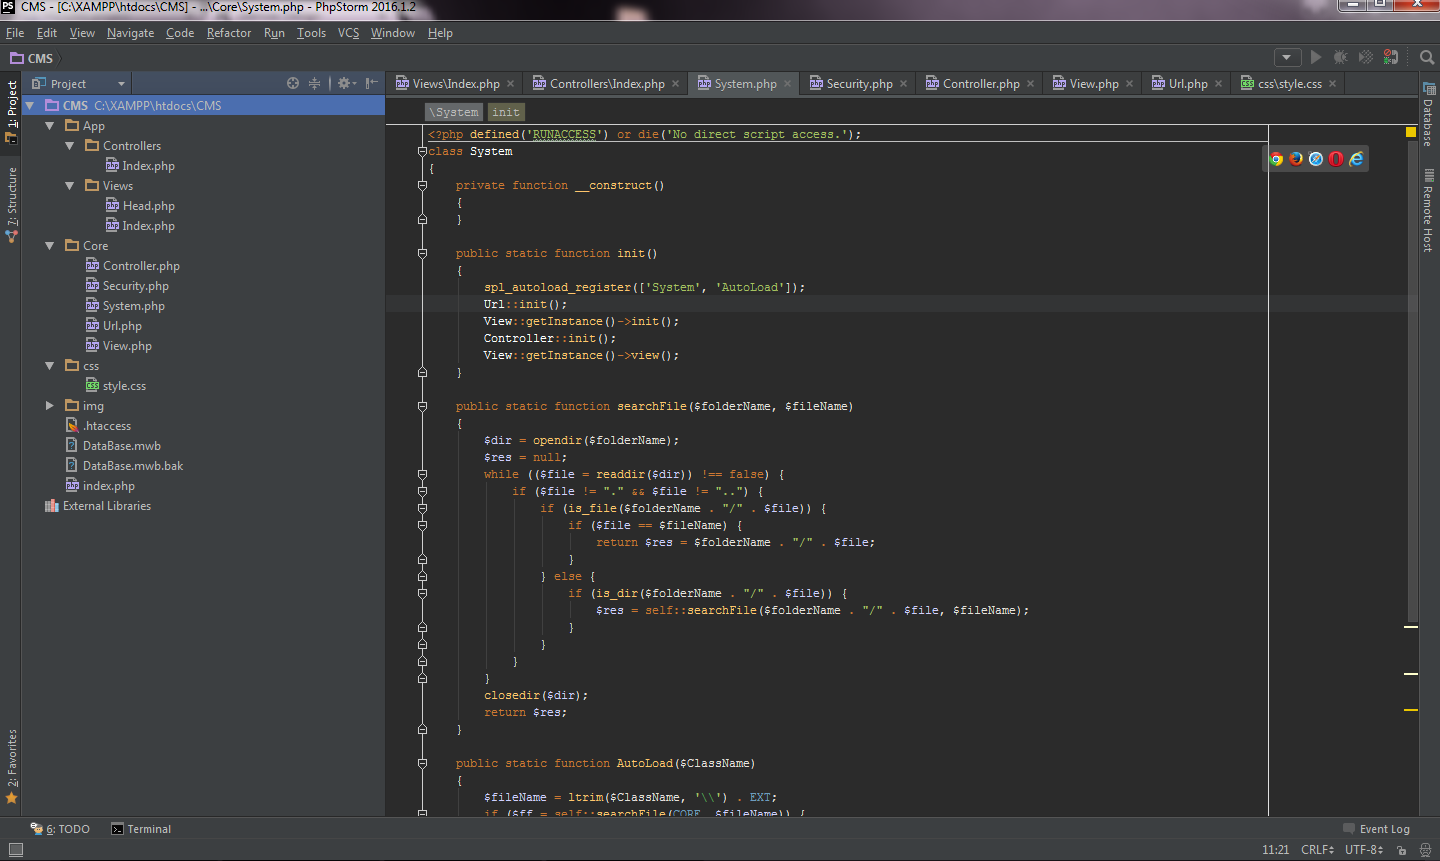 PS CMS - [C:\XAMPP\htdocs\CMS] - ...\Core\System.php - PhpStorm 2016.1.2
File Edit View Navigate Code Refactor Run Tools VCS Window Help
CMS
1: Project
7: Structure
2: Favorites
Project
CMS C:\XAMPP\htdocs\CMS
App
Controllers
Index.php
Views
Head.php
Index.php
Core
Controller.php
Security.php
System.php
Url.php
View.php
css
style.css
img
.htaccess
DataBase.mwb
DataBase.mwb.bak
index.php
External Libraries
Views\Index.php Controllers\Index.php System.php Security.php Controller.php View.php Url.php css\style.css
\System init
<?php defined('RUNACCESS') or die('No direct script access.');
class System
{
    private function __construct()
    {
    }
    public static function init()
    {
        spl_autoload_register(['System', 'AutoLoad']);
        Url::init();
        View::getInstance()->init();
        Controller::init();
        View::getInstance()->view();
    }
    public static function searchFile($folderName, $fileName)
    {
        $dir = opendir($folderName);
        $res = null;
        while (($file = readdir($dir)) !== false) {
            if ($file != "." && $file != "..") {
                if (is_file($folderName . "/" . $file)) {
                    if ($file == $fileName) {
                        return $res = $folderName . "/" . $file;
                    }
                } else {
                    if (is_dir($folderName . "/" . $file)) {
                        $res = self::searchFile($folderName . "/" . $file, $fileName);
                    }
                }
            }
        }
        closedir($dir);
        return $res;
    }
    public static function AutoLoad($ClassName)
    {
        $fileName = ltrim($ClassName, '\\') . EXT;
        if ($ff = self::searchFile(CORE, $fileName)) {
Database
Remote Host
6: TODO Terminal Event Log
11:21 CRLF UTF-8